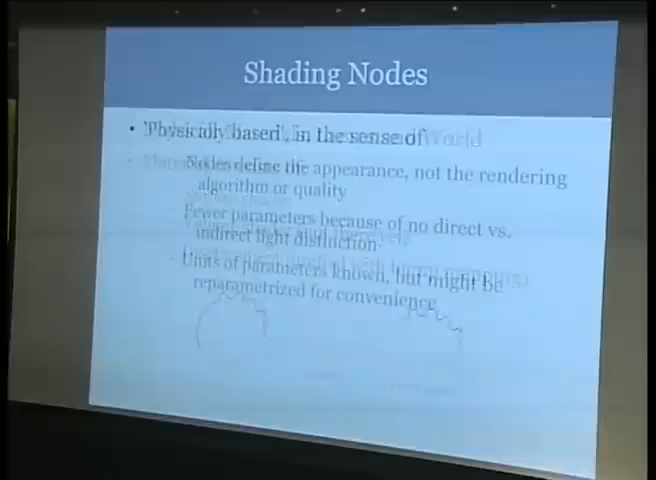 Shading Nodes
• 'Physically based', in the sense of World
Nodes define the appearance, not the rendering
algorithm or quality
- Fewer parameters because of no direct vs.
indirect light distinction
- Units of parameters known, but might be
reparametrized for convenience